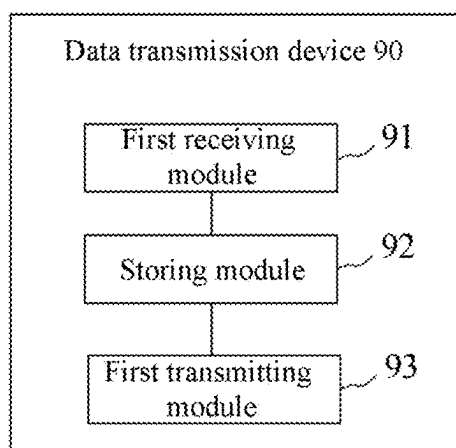 Data transmission device 90
First receiving
module
91
Storing module
92
First transmitting
module
93